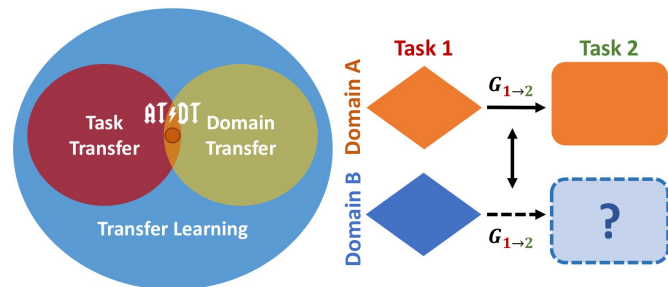 AT⚡DT
Task
Transfer
Domain
Transfer
Transfer Learning
Task 1
Task 2
Domain A
G1→2
Domain B
G1→2
?